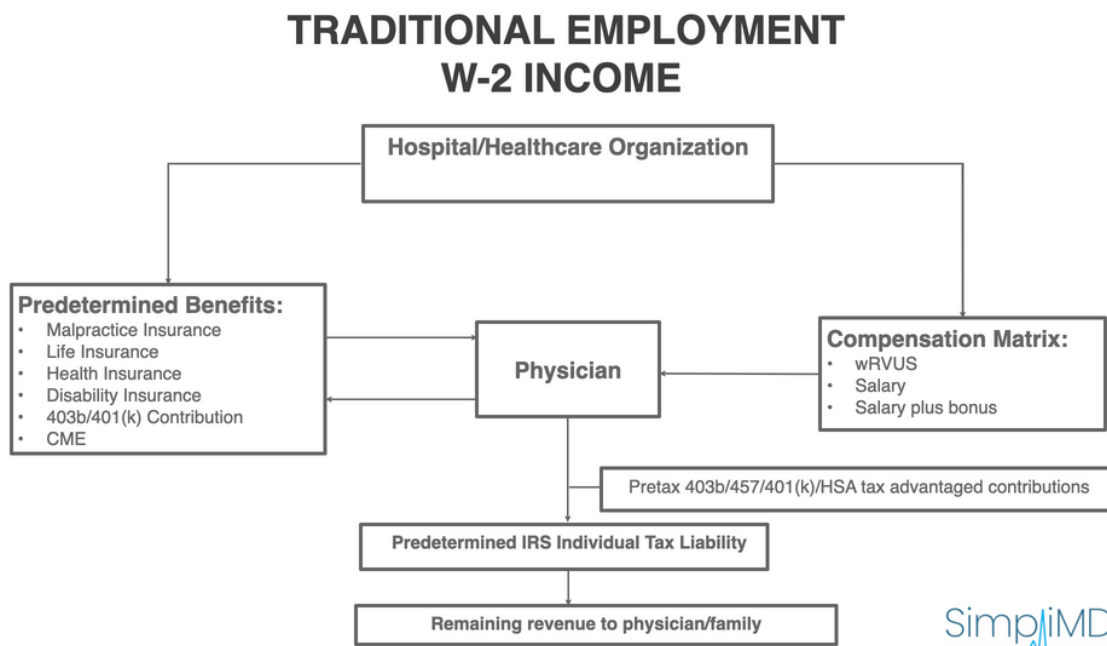 TRADITIONAL EMPLOYMENT
W-2 INCOME
Hospital/Healthcare Organization
Predetermined Benefits:
• Malpractice Insurance
• Life Insurance
• Health Insurance
• Disability Insurance
• 403b/401(k) Contribution
• CME
Physician
Compensation Matrix:
• wRVUS
• Salary
• Salary plus bonus
Pretax 403b/457/401(k)/HSA tax advantaged contributions
Predetermined IRS Individual Tax Liability
Remaining revenue to physician/family
SimpliMD